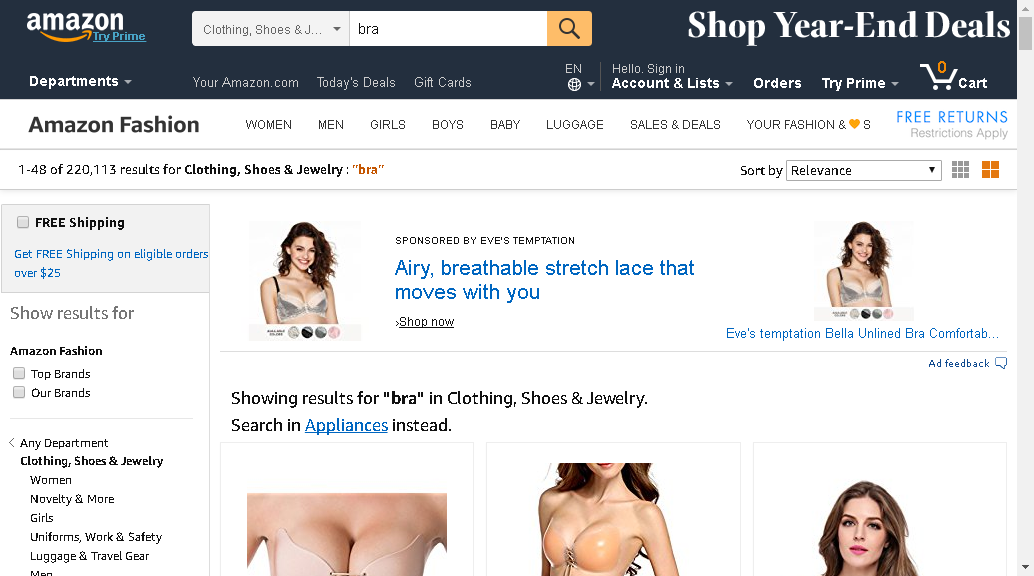 amazon
Try Prime
Clothing, Shoes & J...
bra
Shop Year-End Deals
Departments
Your Amazon.com
Today's Deals
Gift Cards
EN
Hello. Sign in
Account & Lists
Orders
Try Prime
0
Cart
Amazon Fashion
WOMEN
MEN
GIRLS
BOYS
BABY
LUGGAGE
SALES & DEALS
YOUR FASHION & 🧡 S
FREE RETURNS
Restrictions Apply
1-48 of 220,113 results for Clothing, Shoes & Jewelry : "bra"
Sort by
Relevance
FREE Shipping
Get FREE Shipping on eligible orders
over $25
Show results for
Amazon Fashion
Top Brands
Our Brands
Any Department
Clothing, Shoes & Jewelry
Women
Novelty & More
Girls
Uniforms, Work & Safety
Luggage & Travel Gear
Men
SPONSORED BY EVE'S TEMPTATION
Airy, breathable stretch lace that
moves with you
›Shop now
AVAILABLE
COLORS
Eve's temptation Bella Unlined Bra Comfortab...
Ad feedback
Showing results for "bra" in Clothing, Shoes & Jewelry.
Search in Appliances instead.